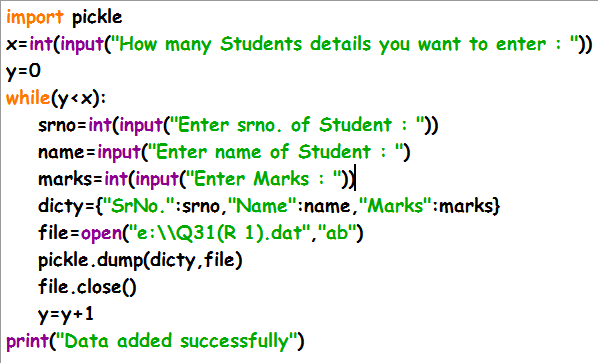 import pickle
x=int(input("How many Students details you want to enter : "))
y=0
while(y<x):
    srno=int(input("Enter srno. of Student : "))
    name=input("Enter name of Student : ")
    marks=int(input("Enter Marks : "))
    dicty={"SrNo.":srno,"Name":name,"Marks":marks}
    file=open("e:\\Q31(R 1).dat","ab")
    pickle.dump(dicty,file)
    file.close()
    y=y+1
print("Data added successfully")